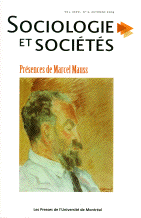 SOCIOLOGIE
ET SOCIÉTÉS
Présences de Marcel Mauss
Les Presses de l'Université de Montréal